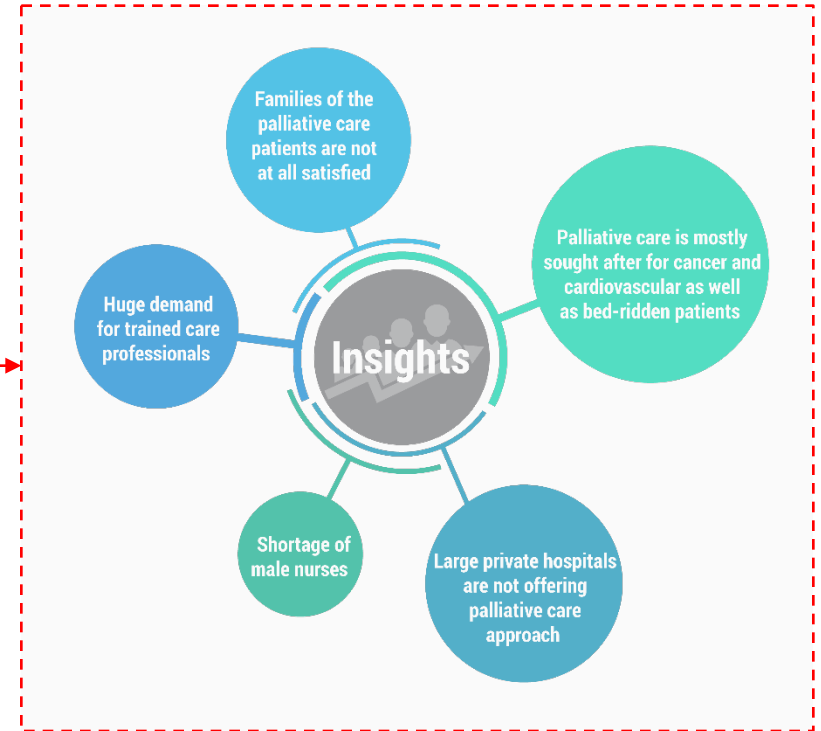 Families of the
palliative care
patients are not
at all satisfied
Palliative care is mostly
sought after for cancer and
cardiovascular as well
as bed-ridden patients
Huge demand
for trained care
professionals
Insights
Shortage of
male nurses
Large private hospitals
are not offering
palliative care
approach